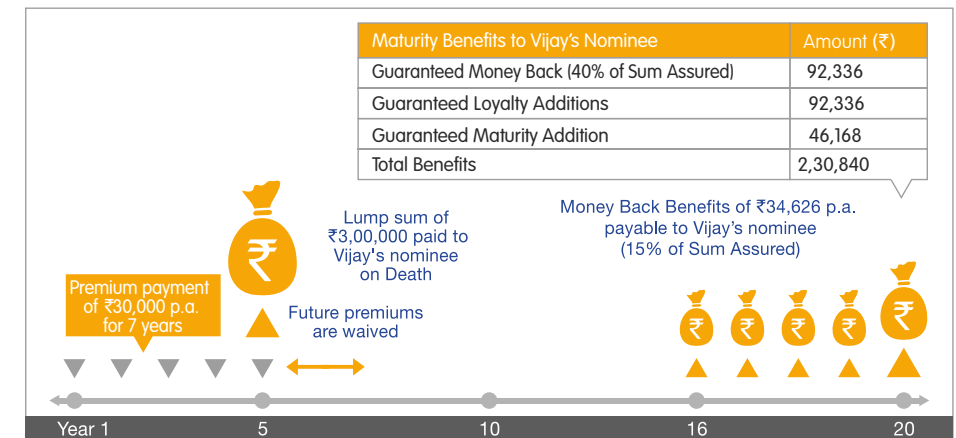 Maturity Benefits to Vijay's Nominee Amount (₹)
Guaranteed Money Back (40% of Sum Assured) 92,336
Guaranteed Loyalty Additions 92,336
Guaranteed Maturity Addition 46,168
Total Benefits 2,30,840
Money Back Benefits of ₹34,626 p.a.
payable to Vijay's nominee
(15% of Sum Assured)
Lump sum of
₹3,00,000 paid to
Vijay's nominee
on Death
₹
Premium payment
of ₹30,000 p.a.
for 7 years
Future premiums
are waived
₹ ₹ ₹ ₹ ₹
Year 1 5 10 16 20